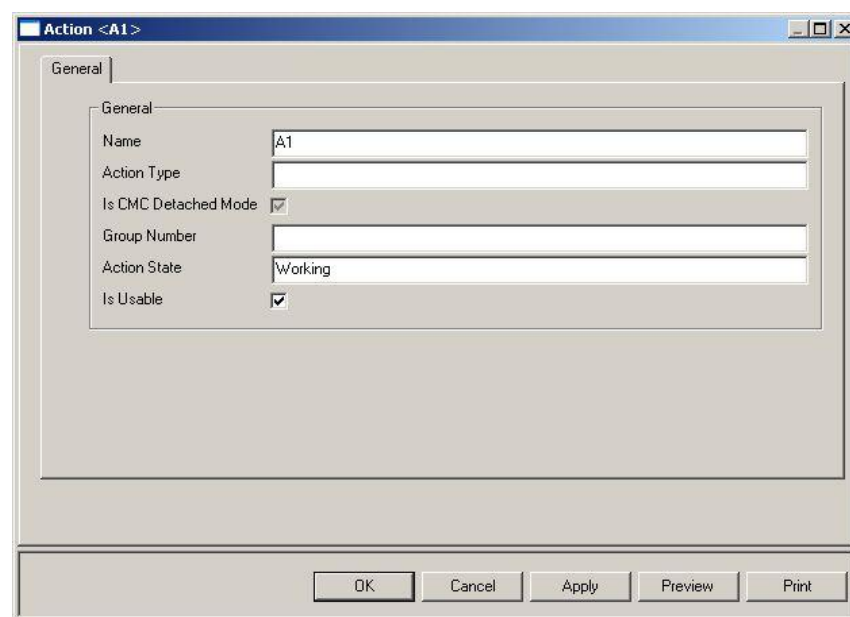 Action <A1>
General
General
Name A1
Action Type
Is CMC Detached Mode
Group Number
Action State Working
Is Usable
OK Cancel Apply Preview Print